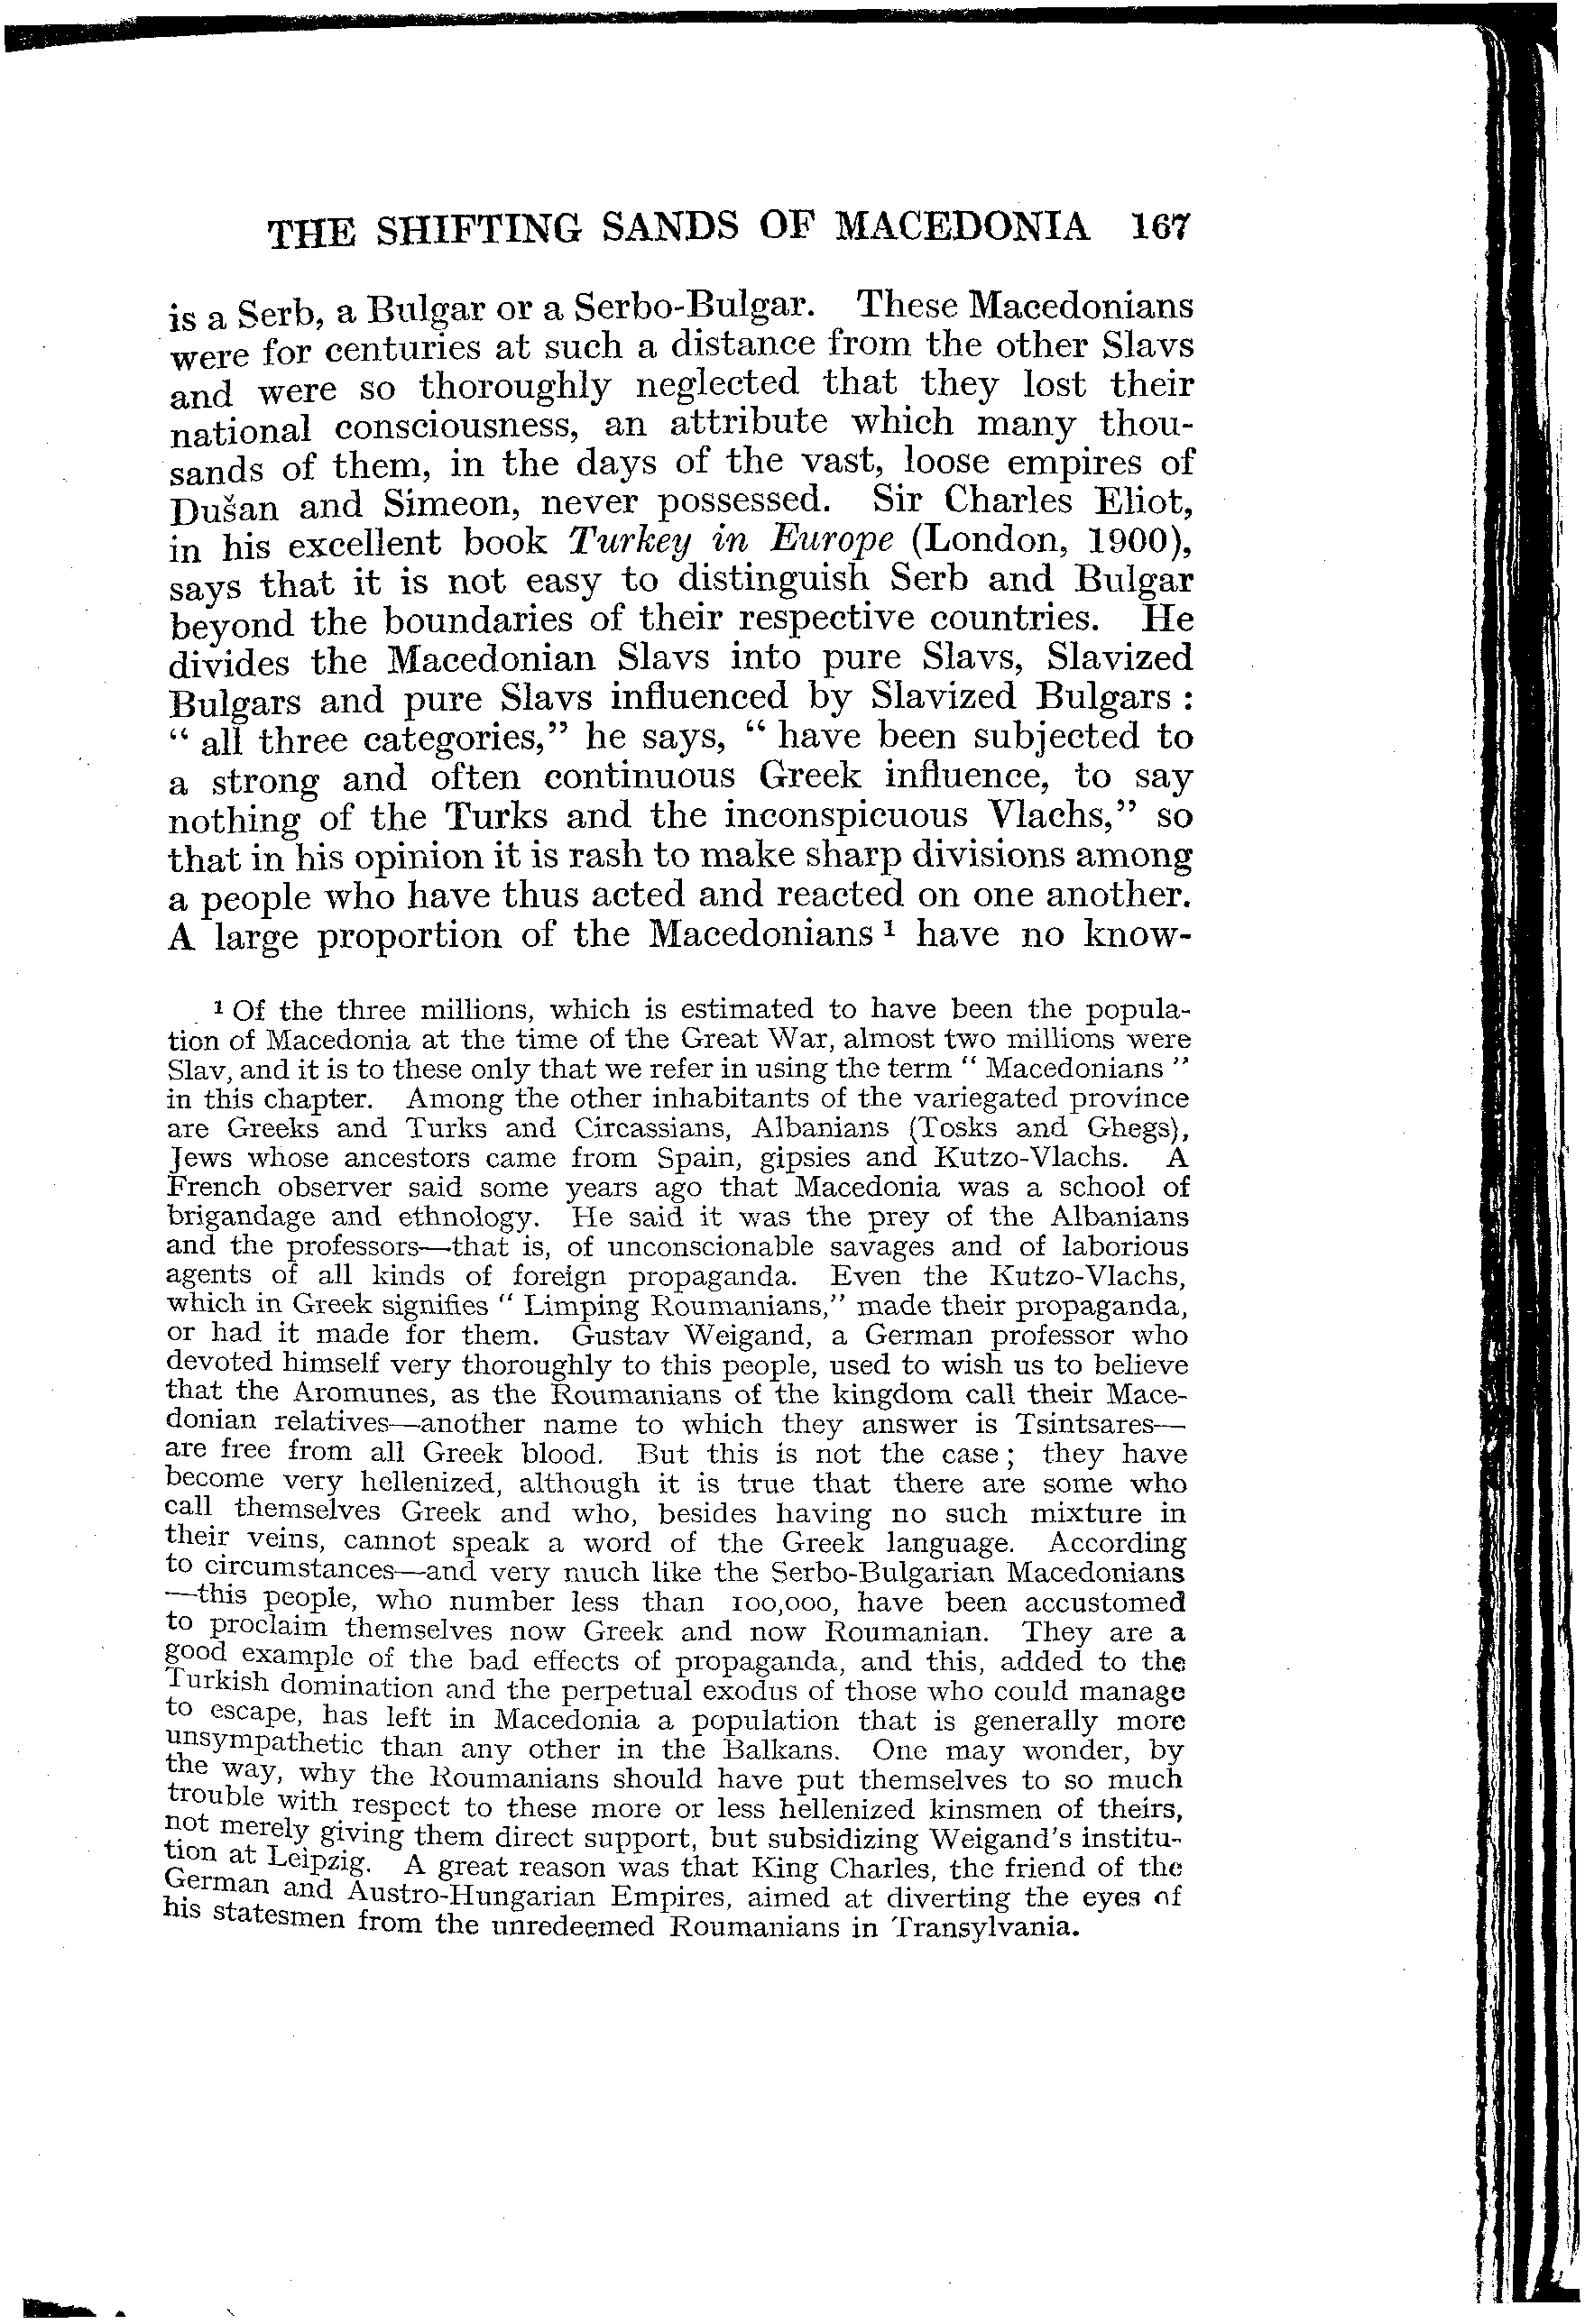 THE SHIFTING SANDS OF MACEDONIA 167
is a Serb, a Bulgar or a Serbo-Bulgar. These Macedonians
were for centuries at such a distance from the other Slavs
and were so thoroughly neglected that they lost their
national consciousness, an attribute which many thou-
sands of them, in the days of the vast, loose empires of
Dušan and Simeon, never possessed. Sir Charles Eliot,
in his excellent book Turkey in Europe (London, 1900),
says that it is not easy to distinguish Serb and Bulgar
beyond the boundaries of their respective countries. He
divides the Macedonian Slavs into pure Slavs, Slavized
Bulgars and pure Slavs influenced by Slavized Bulgars :
“ all three categories,” he says, “ have been subjected to
a strong and often continuous Greek influence, to say
nothing of the Turks and the inconspicuous Vlachs,” so
that in his opinion it is rash to make sharp divisions among
a people who have thus acted and reacted on one another.
A large proportion of the Macedonians ¹ have no know-
¹ Of the three millions, which is estimated to have been the popula-
tion of Macedonia at the time of the Great War, almost two millions were
Slav, and it is to these only that we refer in using the term “ Macedonians ”
in this chapter. Among the other inhabitants of the variegated province
are Greeks and Turks and Circassians, Albanians (Tosks and Ghegs),
Jews whose ancestors came from Spain, gipsies and Kutzo-Vlachs. A
French observer said some years ago that Macedonia was a school of
brigandage and ethnology. He said it was the prey of the Albanians
and the professors—that is, of unconscionable savages and of laborious
agents of all kinds of foreign propaganda. Even the Kutzo-Vlachs,
which in Greek signifies “ Limping Roumanians,” made their propaganda,
or had it made for them. Gustav Weigand, a German professor who
devoted himself very thoroughly to this people, used to wish us to believe
that the Aromunes, as the Roumanians of the kingdom call their Mace-
donian relatives—another name to which they answer is Tsintsares—
are free from all Greek blood. But this is not the case ; they have
become very hellenized, although it is true that there are some who
call themselves Greek and who, besides having no such mixture in
their veins, cannot speak a word of the Greek language. According
to circumstances—and very much like the Serbo-Bulgarian Macedonians
—this people, who number less than 100,000, have been accustomed
to proclaim themselves now Greek and now Roumanian. They are a
good example of the bad effects of propaganda, and this, added to the
Turkish domination and the perpetual exodus of those who could manage
to escape, has left in Macedonia a population that is generally more
unsympathetic than any other in the Balkans. One may wonder, by
the way, why the Roumanians should have put themselves to so much
trouble with respect to these more or less hellenized kinsmen of theirs,
not merely giving them direct support, but subsidizing Weigand's institu-
tion at Leipzig. A great reason was that King Charles, the friend of the
German and Austro-Hungarian Empires, aimed at diverting the eyes of
his statesmen from the unredeemed Roumanians in Transylvania.